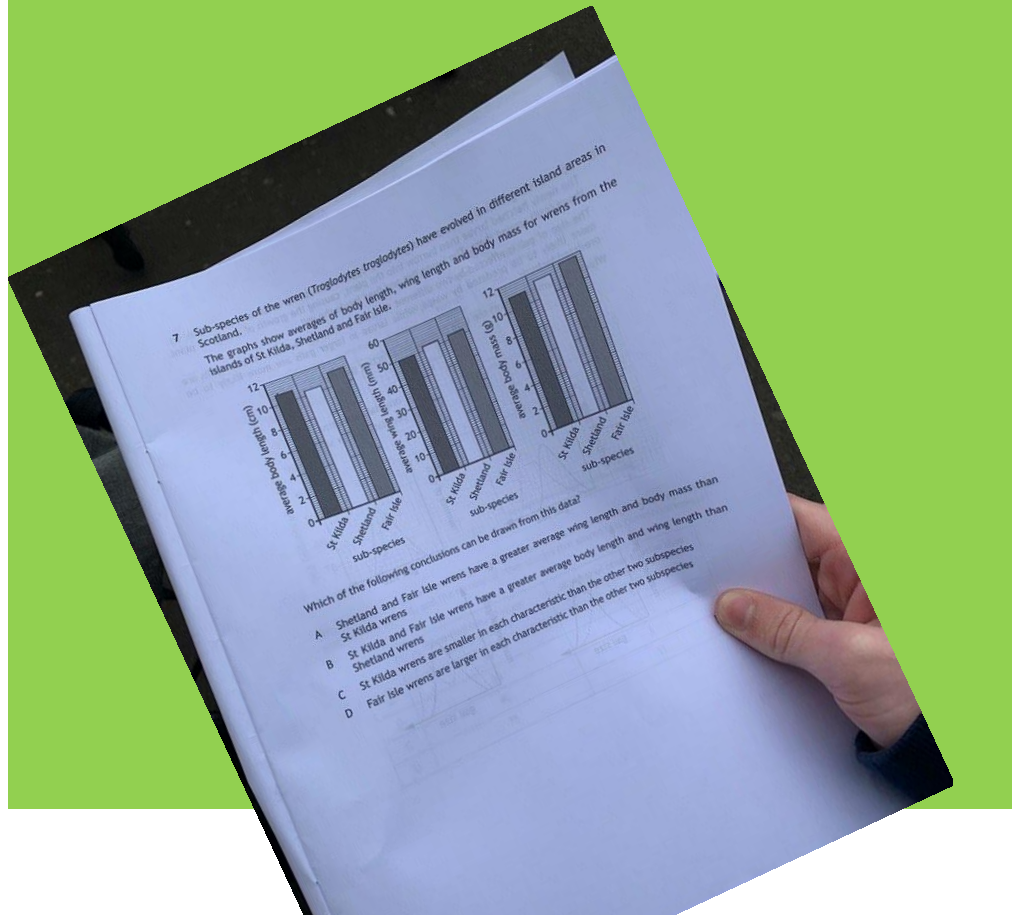 7 Sub-species of the wren (Troglodytes troglodytes) have evolved in different island areas in
Scotland.
The graphs show averages of body length, wing length and body mass for wrens from the
islands of St Kilda, Shetland and Fair Isle.
average body length (cm)
12
10
8
6
4
2
0
St Kilda
Shetland
Fair Isle
sub-species
average wing length (mm)
60
50
40
30
20
10
0
St Kilda
Shetland
Fair Isle
sub-species
average body mass (g)
12
10
8
6
4
2
0
St Kilda
Shetland
Fair Isle
sub-species
Which of the following conclusions can be drawn from this data?
A Shetland and Fair Isle wrens have a greater average wing length and body mass than
St Kilda wrens
B St Kilda and Fair Isle wrens have a greater average body length and wing length than
Shetland wrens
C St Kilda wrens are smaller in each characteristic than the other two subspecies
D Fair Isle wrens are larger in each characteristic than the other two subspecies